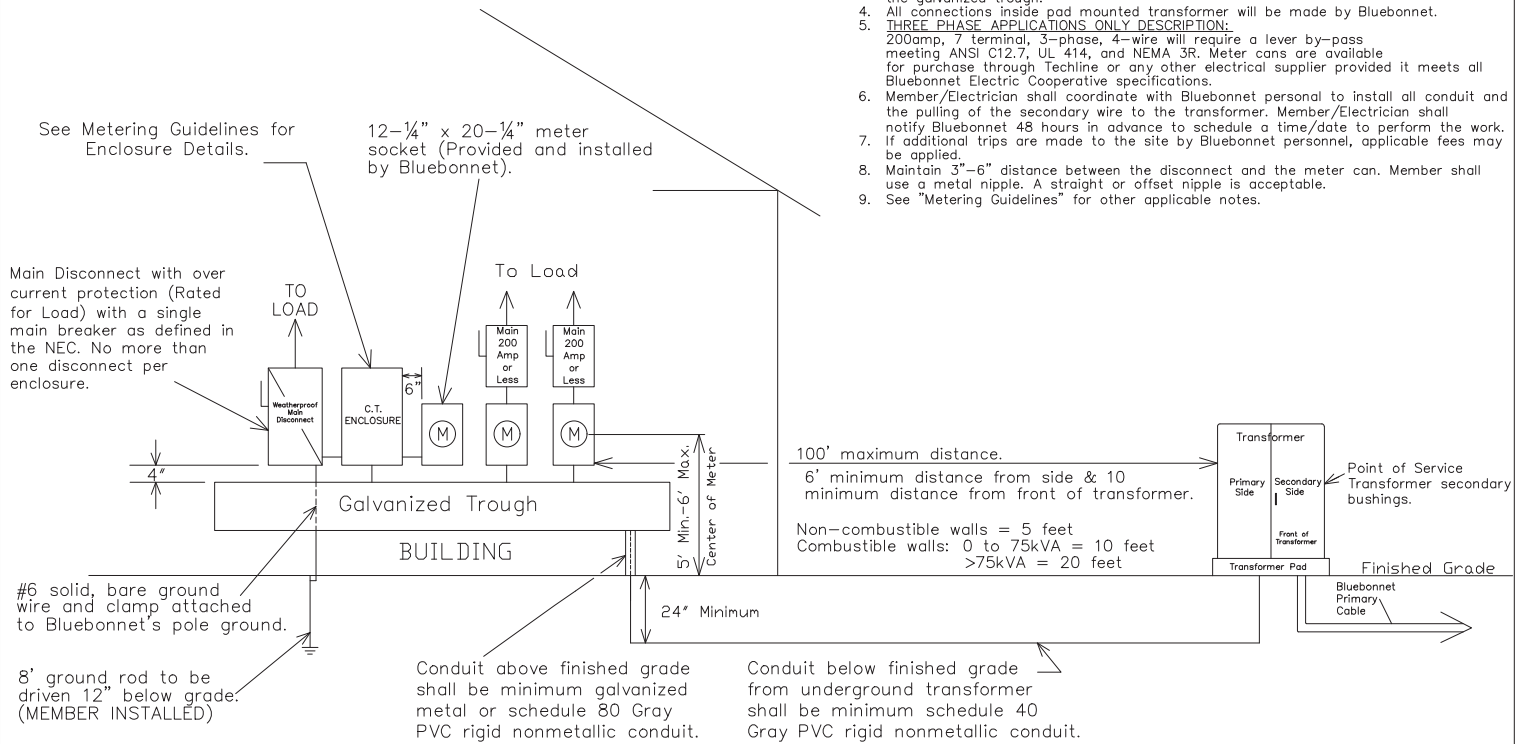 the galvanized trough.
4. All connections inside pad mounted transformer will be made by Bluebonnet.
5. THREE PHASE APPLICATIONS ONLY DESCRIPTION:
200amp, 7 terminal, 3-phase, 4-wire will require a lever by-pass
meeting ANSI C12.7, UL 414, and NEMA 3R. Meter cans are available
for purchase through Techline or any other electrical supplier provided it meets all
Bluebonnet Electric Cooperative specifications.
6. Member/Electrician shall coordinate with Bluebonnet personal to install all conduit and
the pulling of the secondary wire to the transformer. Member/Electrician shall
notify Bluebonnet 48 hours in advance to schedule a time/date to perform the work.
7. If additional trips are made to the site by Bluebonnet personnel, applicable fees may
be applied.
8. Maintain 3"-6" distance between the disconnect and the meter can. Member shall
use a metal nipple. A straight or offset nipple is acceptable.
9. See "Metering Guidelines" for other applicable notes.
See Metering Guidelines for
Enclosure Details.
12-1/4" x 20-1/4" meter
socket (Provided and installed
by Bluebonnet).
Main Disconnect with over
current protection (Rated
for Load) with a single
main breaker as defined in
the NEC. No more than
one disconnect per
enclosure.
TO
LOAD
To Load
Main
200
Amp
or
Less
Main
200
Amp
or
Less
Weatherproof
Main
Disconnect
C.T.
ENCLOSURE
6"
M
M
M
4"
Galvanized Trough
BUILDING
5' Min.-6' Max.
Center of Meter
100' maximum distance.
6' minimum distance from side & 10
minimum distance from front of transformer.
Non-combustible walls = 5 feet
Combustible walls: 0 to 75kVA = 10 feet
>75kVA = 20 feet
Transformer
Primary
Side
Secondary
Side
Front of
Transformer
Transformer Pad
Point of Service
Transformer secondary
bushings.
Finished Grade
Bluebonnet
Primary
Cable
24" Minimum
#6 solid, bare ground
wire and clamp attached
to Bluebonnet's pole ground.
8' ground rod to be
driven 12" below grade.
(MEMBER INSTALLED)
Conduit above finished grade
shall be minimum galvanized
metal or schedule 80 Gray
PVC rigid nonmetallic conduit.
Conduit below finished grade
from underground transformer
shall be minimum schedule 40
Gray PVC rigid nonmetallic conduit.